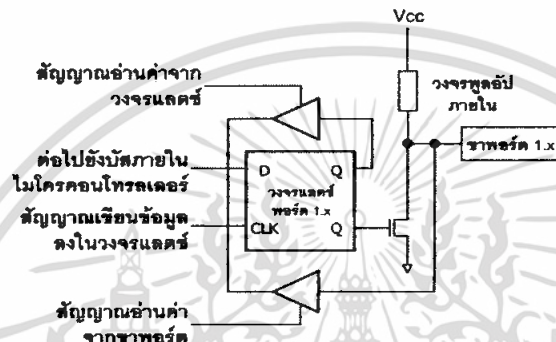 Vcc
สัญญาณอ่านค่าจาก
วงจรแลตช์
วงจรพูลอัป
ภายใน
ขาพอร์ต 1.x
ต่อไปยังบัสภายใน
ไมโครคอนโทรลเลอร์
D
Q
วงจรแลตช์
พอร์ต 1.x
สัญญาณเขียนข้อมูล
ลงในวงจรแลตช์
CLK
Q
สัญญาณอ่านค่า
จากขาพอร์ต